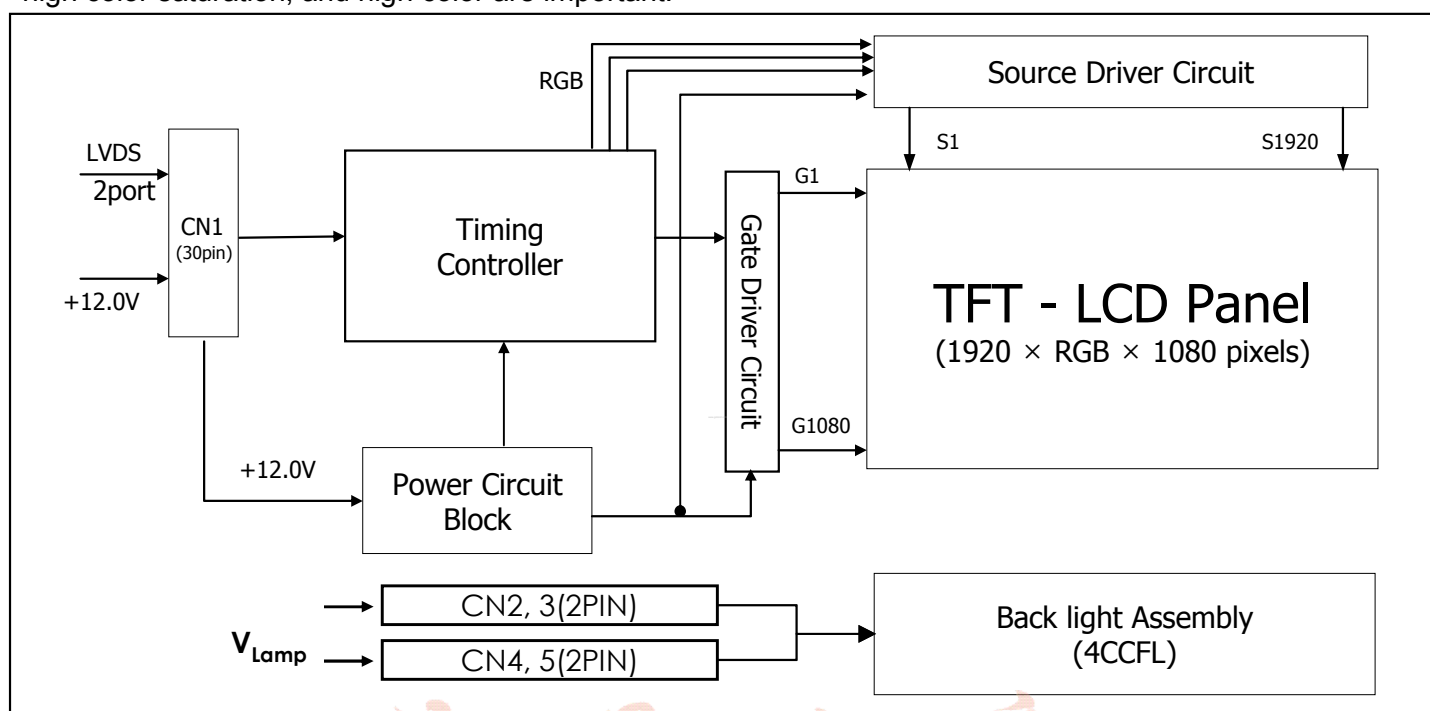 high color saturation, and high color are important.
RGB
Source Driver Circuit
S1
S1920
LVDS
2port
CN1
(30pin)
+12.0V
Timing
Controller
G1
Gate Driver Circuit
G1080
TFT - LCD Panel
(1920 × RGB × 1080 pixels)
+12.0V
Power Circuit
Block
VLamp
CN2, 3(2PIN)
CN4, 5(2PIN)
Back light Assembly
(4CCFL)